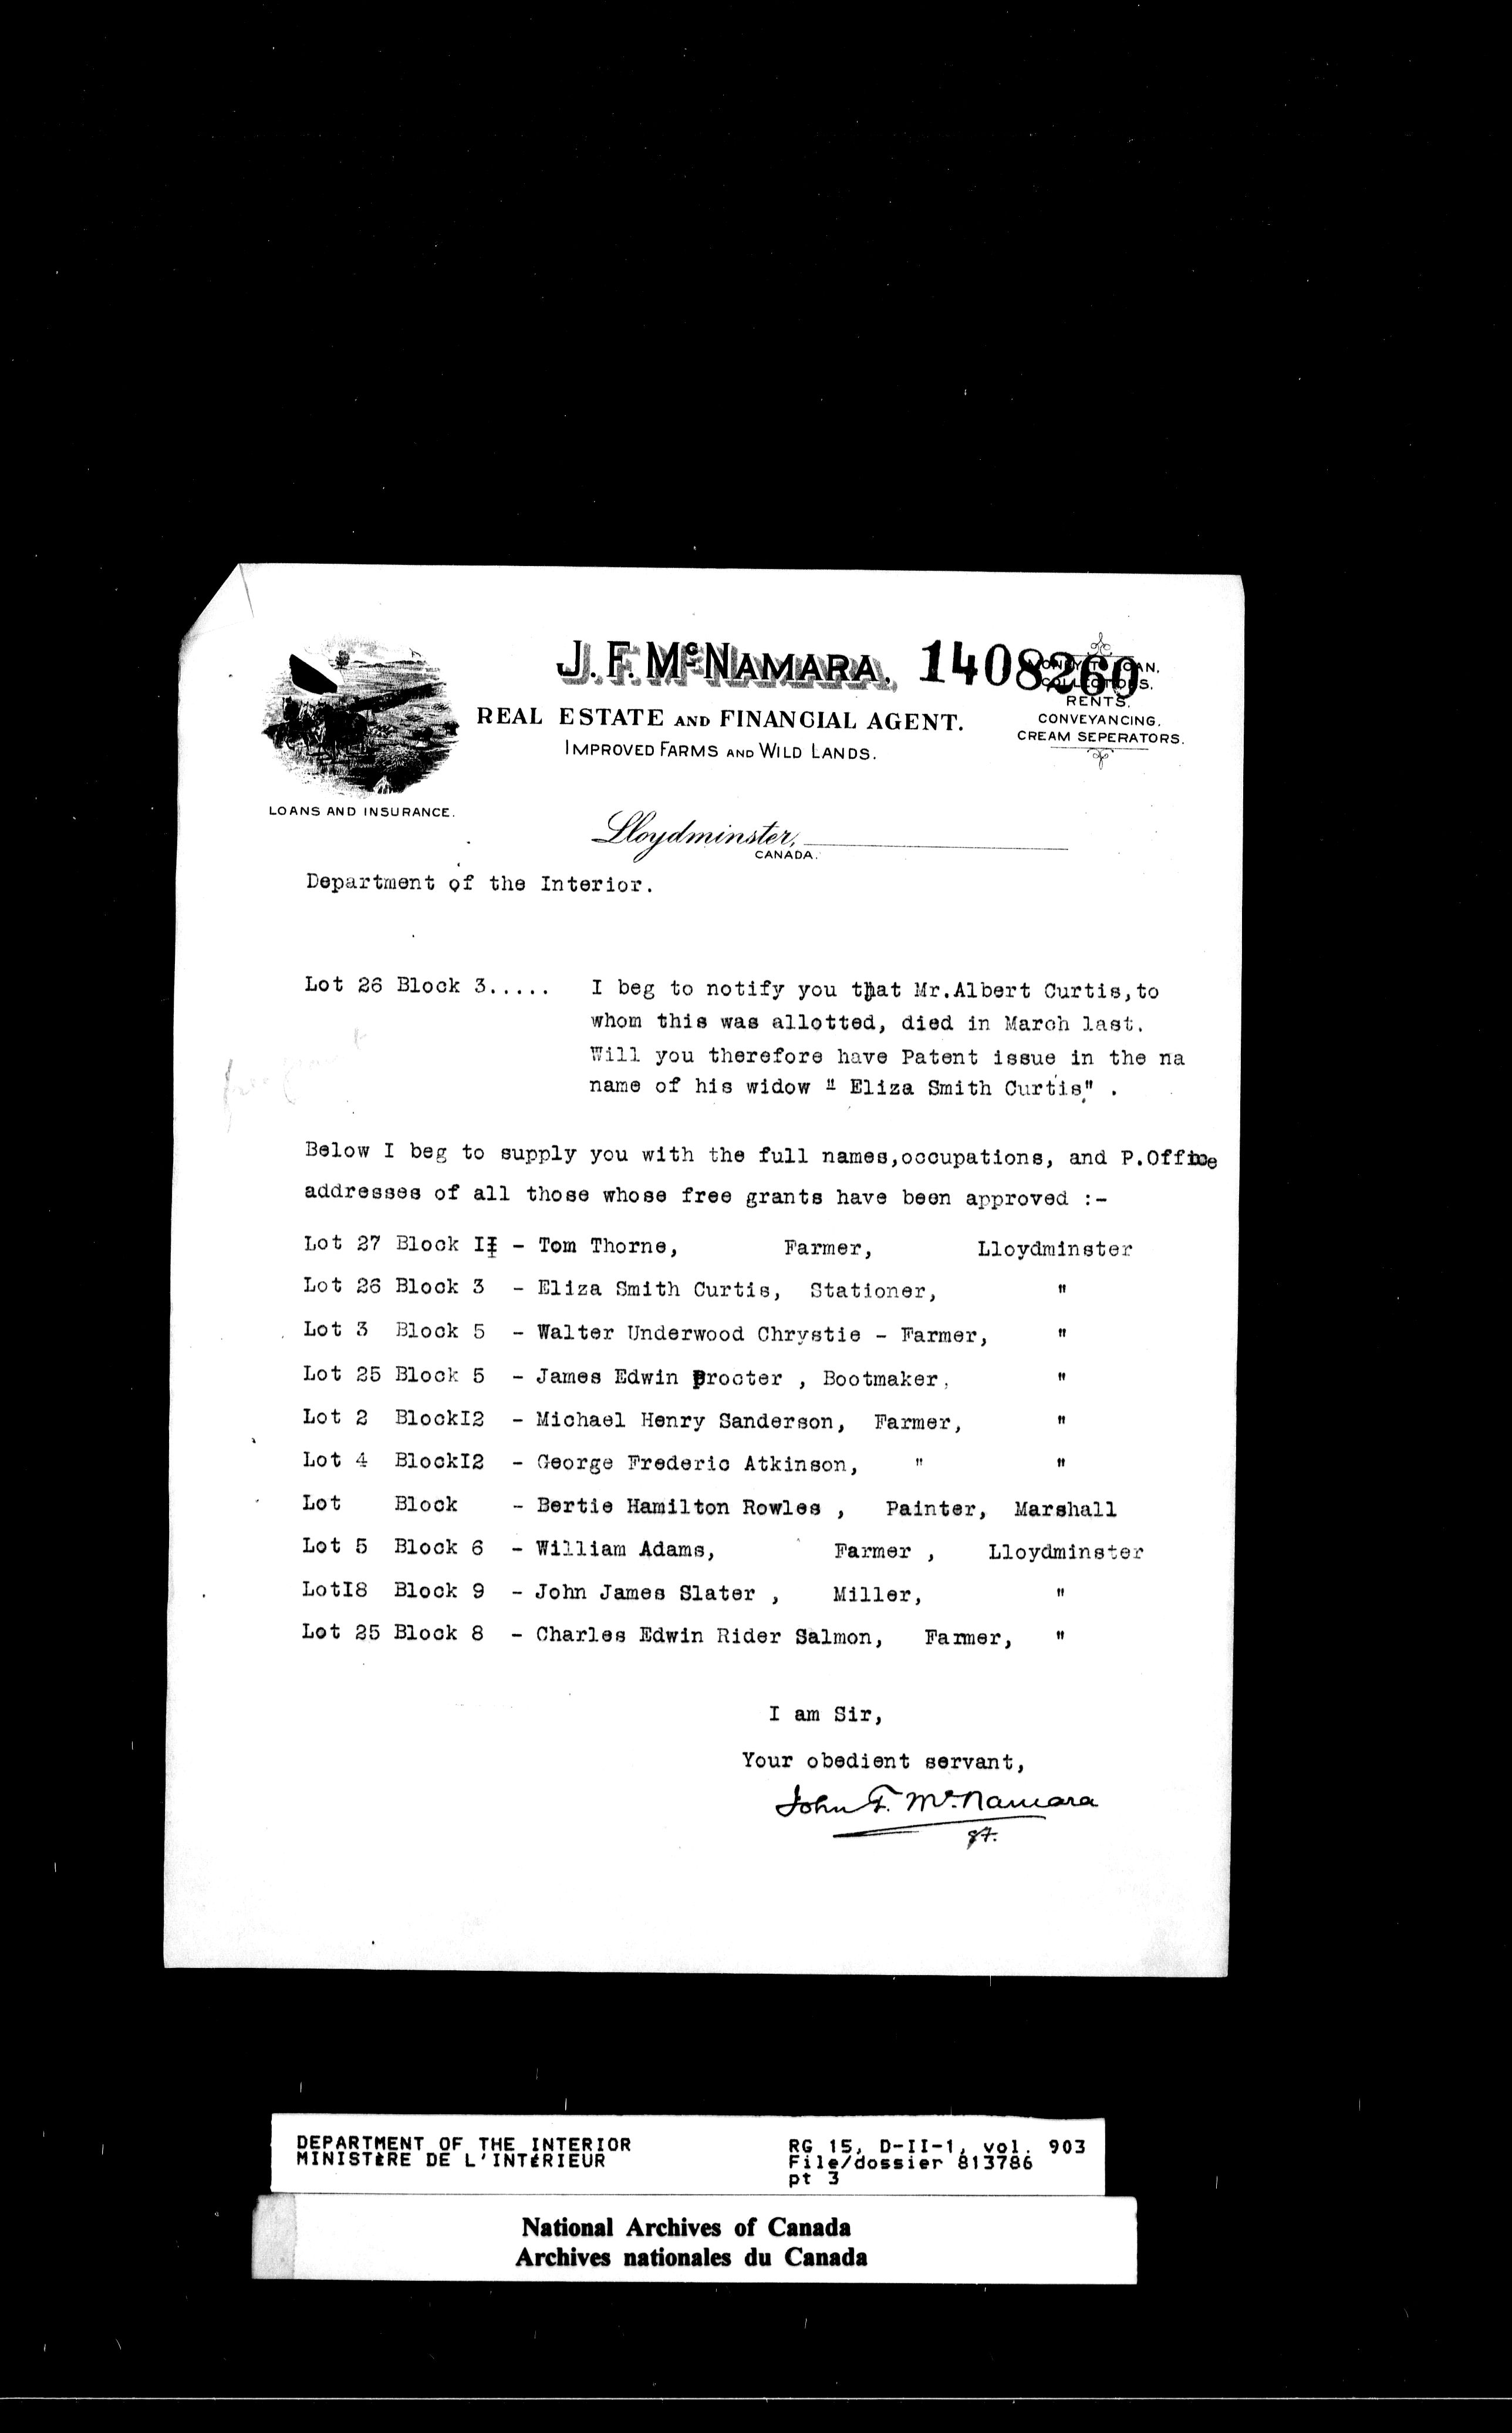 J. F. McNAMARA. 1408260
REAL ESTATE AND FINANCIAL AGENT.
IMPROVED FARMS AND WILD LANDS.
RENTS.
CONVEYANCING.
CREAM SEPERATORS.
LOANS AND INSURANCE.
Lloydminster,
CANADA.
Department of the Interior.
Lot 26 Block 3..... I beg to notify you that Mr.Albert Curtis,to
whom this was allotted, died in March last.
Will you therefore have Patent issue in the na
name of his widow " Eliza Smith Curtis" .
Below I beg to supply you with the full names,occupations, and P.Office
addresses of all those whose free grants have been approved :-
Lot 27 Block II - Tom Thorne, Farmer, Lloydminster
Lot 26 Block 3 - Eliza Smith Curtis, Stationer, "
Lot 3 Block 5 - Walter Underwood Chrystie - Farmer, "
Lot 25 Block 5 - James Edwin Procter , Bootmaker, "
Lot 2 BlockI2 - Michael Henry Sanderson, Farmer, "
Lot 4 BlockI2 - George Frederic Atkinson, " "
Lot Block - Bertie Hamilton Rowles , Painter, Marshall
Lot 5 Block 6 - William Adams, Farmer , Lloydminster
LotI8 Block 9 - John James Slater , Miller, "
Lot 25 Block 8 - Charles Edwin Rider Salmon, Farmer, "
I am Sir,
Your obedient servant,
John F. McNamara
DEPARTMENT OF THE INTERIOR
MINISTÈRE DE L'INTÉRIEUR
RG 15, D-II-1, vol. 903
File/dossier 813786
pt 3
National Archives of Canada
Archives nationales du Canada